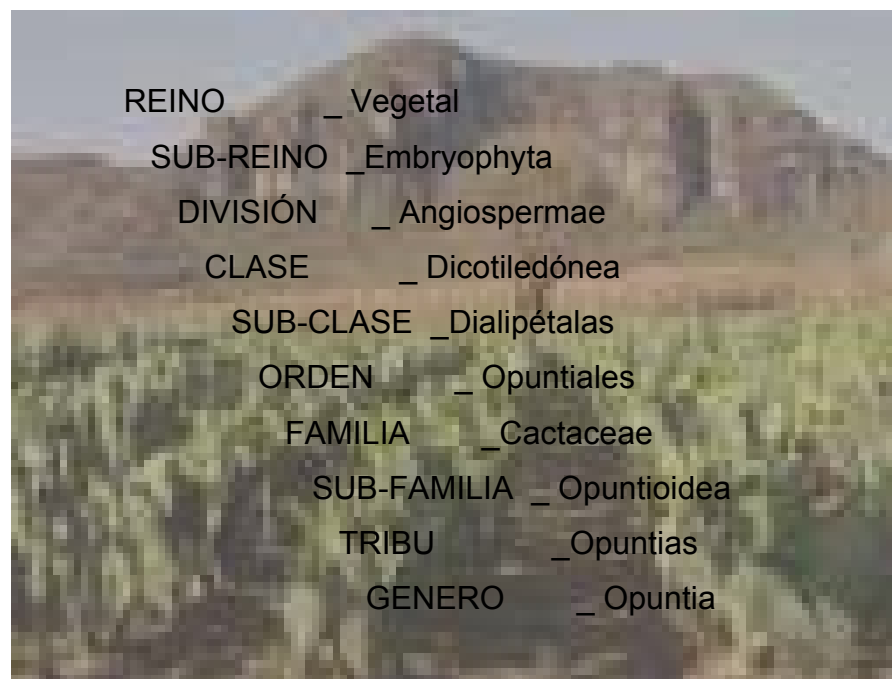 REINO _ Vegetal
SUB-REINO _Embryophyta
DIVISIÓN _ Angiospermae
CLASE _ Dicotiledónea
SUB-CLASE _Dialipétalas
ORDEN _ Opuntiales
FAMILIA _Cactaceae
SUB-FAMILIA _ Opuntioidea
TRIBU _Opuntias
GENERO _ Opuntia